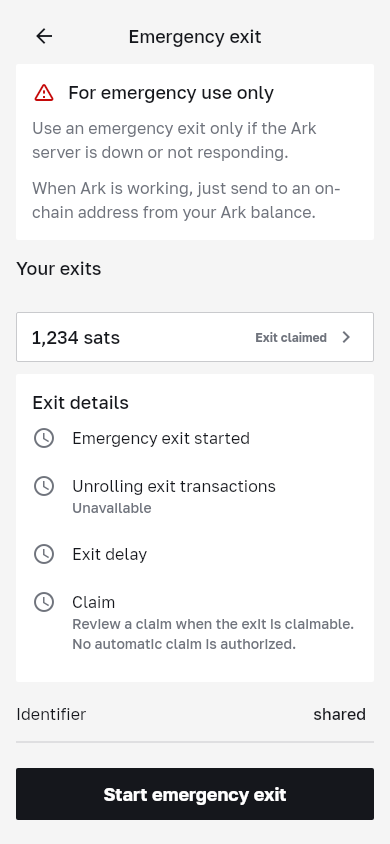 Emergency exit
For emergency use only
Use an emergency exit only if the Ark
server is down or not responding.
When Ark is working, just send to an on-
chain address from your Ark balance.
Your exits
1,234 sats
Exit claimed
Exit details
Emergency exit started
Unrolling exit transactions
Unavailable
Exit delay
Claim
Review a claim when the exit is claimable.
No automatic claim is authorized.
Identifier
shared
Start emergency exit